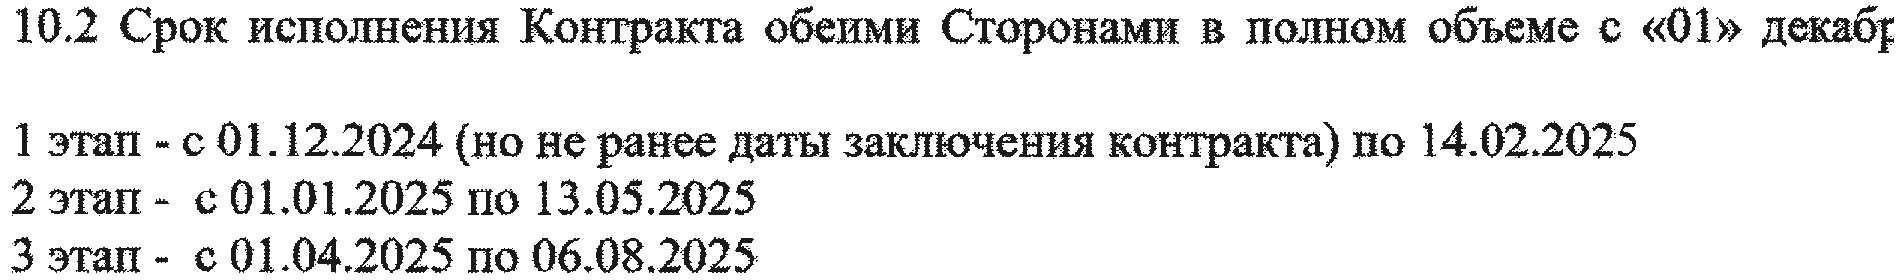 10.2 Срок исполнения Контракта обеими Сторонами в полном объеме с «01»
1 этап - с 01.12.2024 (но не ранее даты заключения контракта) по 14.02.2025
2 этап - с 01.01.2025 по 13.05.2025
3 этап - с 01.04.2025 по 06.08.2025